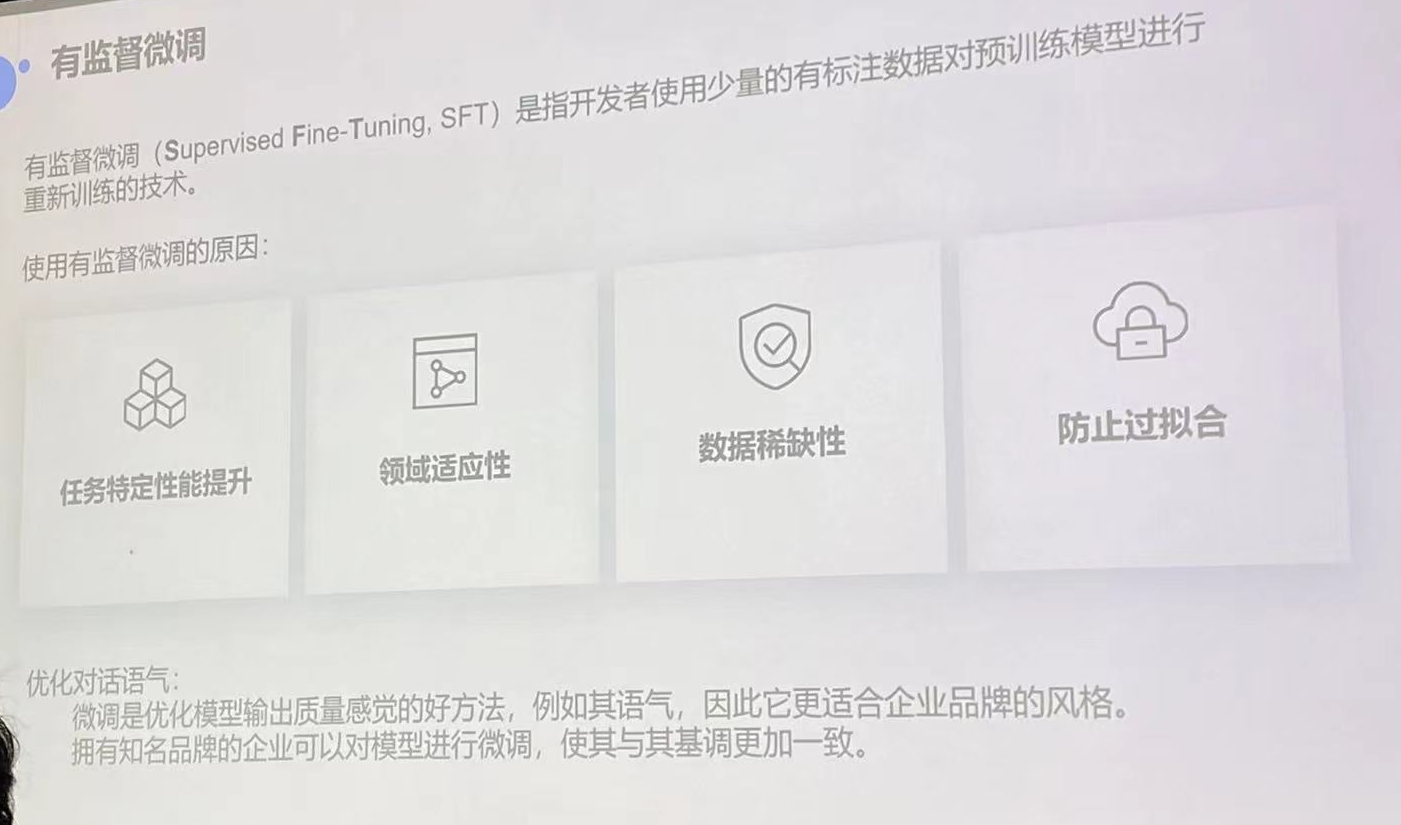 有监督微调
有监督微调（Supervised Fine-Tuning, SFT）是指开发者使用少量的有标注数据对预训练模型进行
重新训练的技术。
使用有监督微调的原因：
任务特定性能提升
领域适应性
数据稀缺性
防止过拟合
优化对话语气：
微调是优化模型输出质量感觉的好方法，例如其语气，因此它更适合企业品牌的风格。
拥有知名品牌的企业可以对模型进行微调，使其与其基调更加一致。